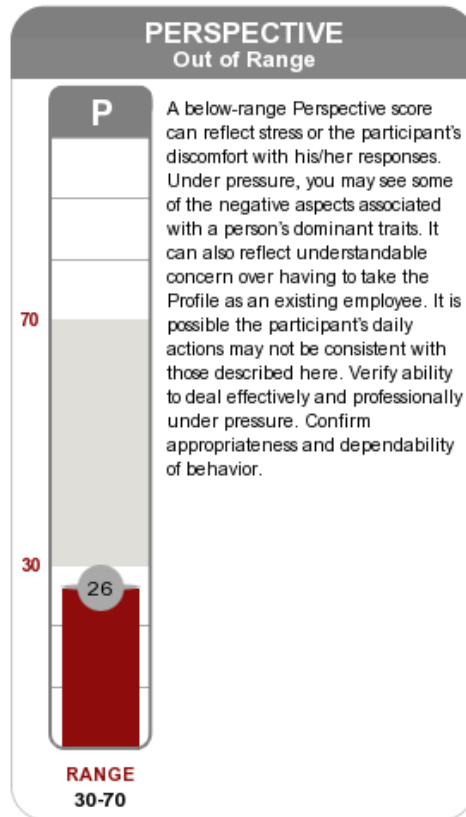 PERSPECTIVE
Out of Range
P
A below-range Perspective score
can reflect stress or the participant's
discomfort with his/her responses.
Under pressure, you may see some
of the negative aspects associated
with a person's dominant traits. It
can also reflect understandable
concern over having to take the
Profile as an existing employee. It is
possible the participant's daily
actions may not be consistent with
those described here. Verify ability
to deal effectively and professionally
under pressure. Confirm
appropriateness and dependability
of behavior.
70
30
26
RANGE
30-70